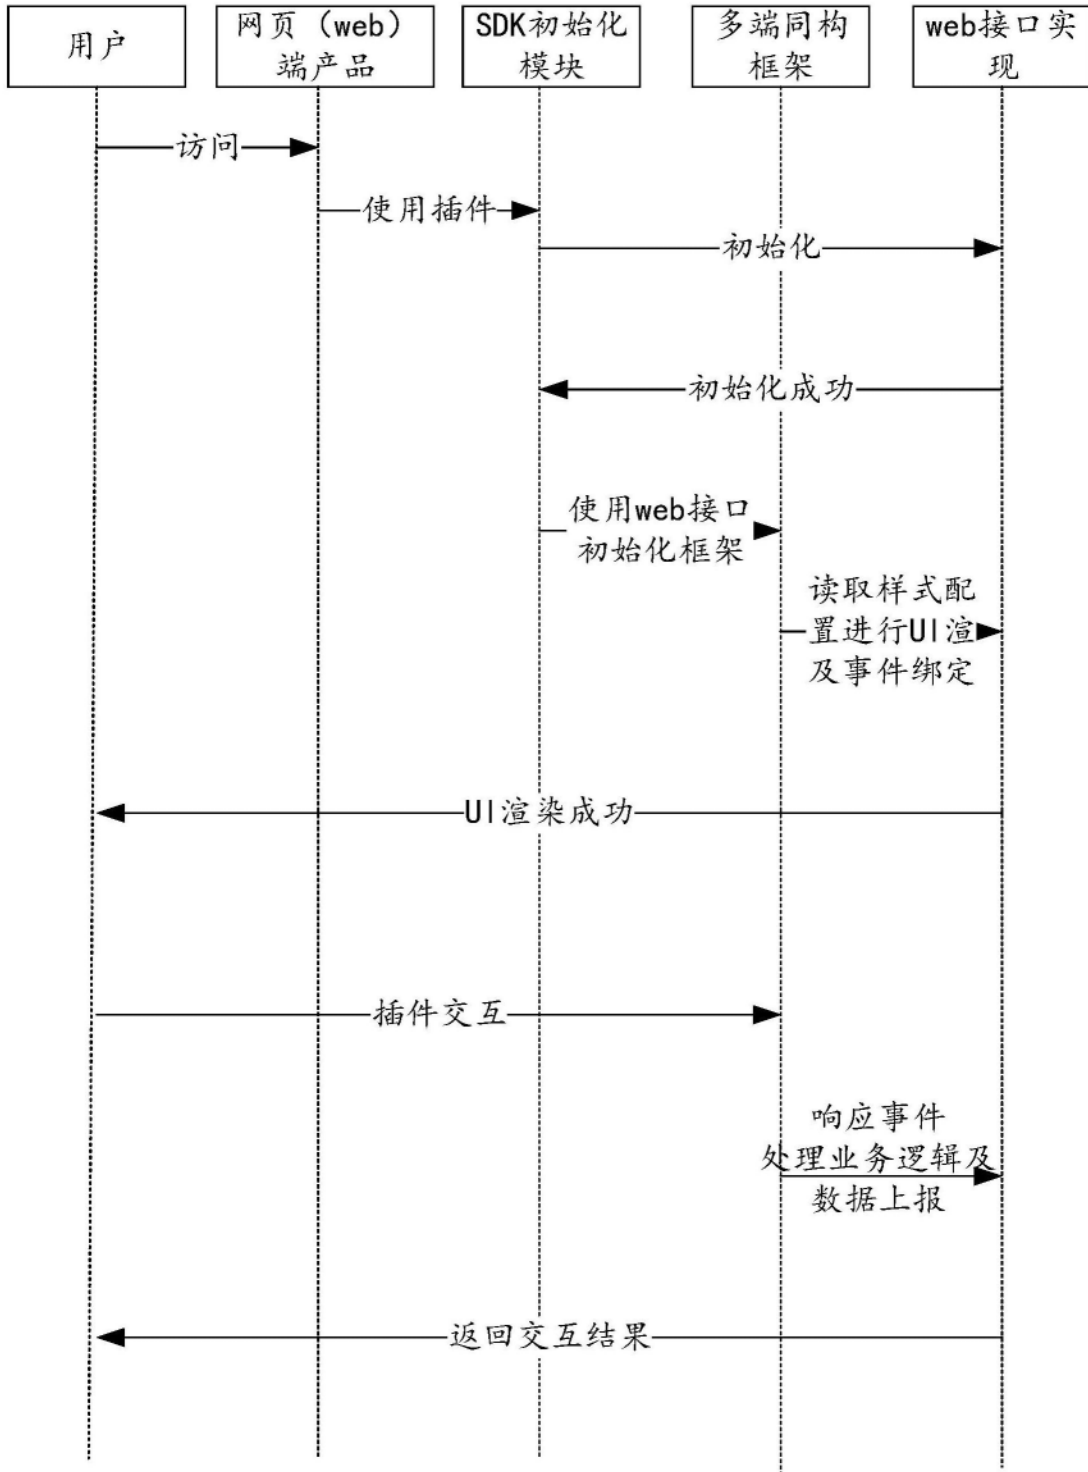 用户
网页（web）
端产品
SDK初始化
模块
多端同构
框架
web接口实
现
访问
使用插件
初始化
初始化成功
使用web接口
初始化框架
读取样式配
置进行UI渲
及事件绑定
UI渲染成功
插件交互
响应事件
处理业务逻辑及
数据上报
返回交互结果